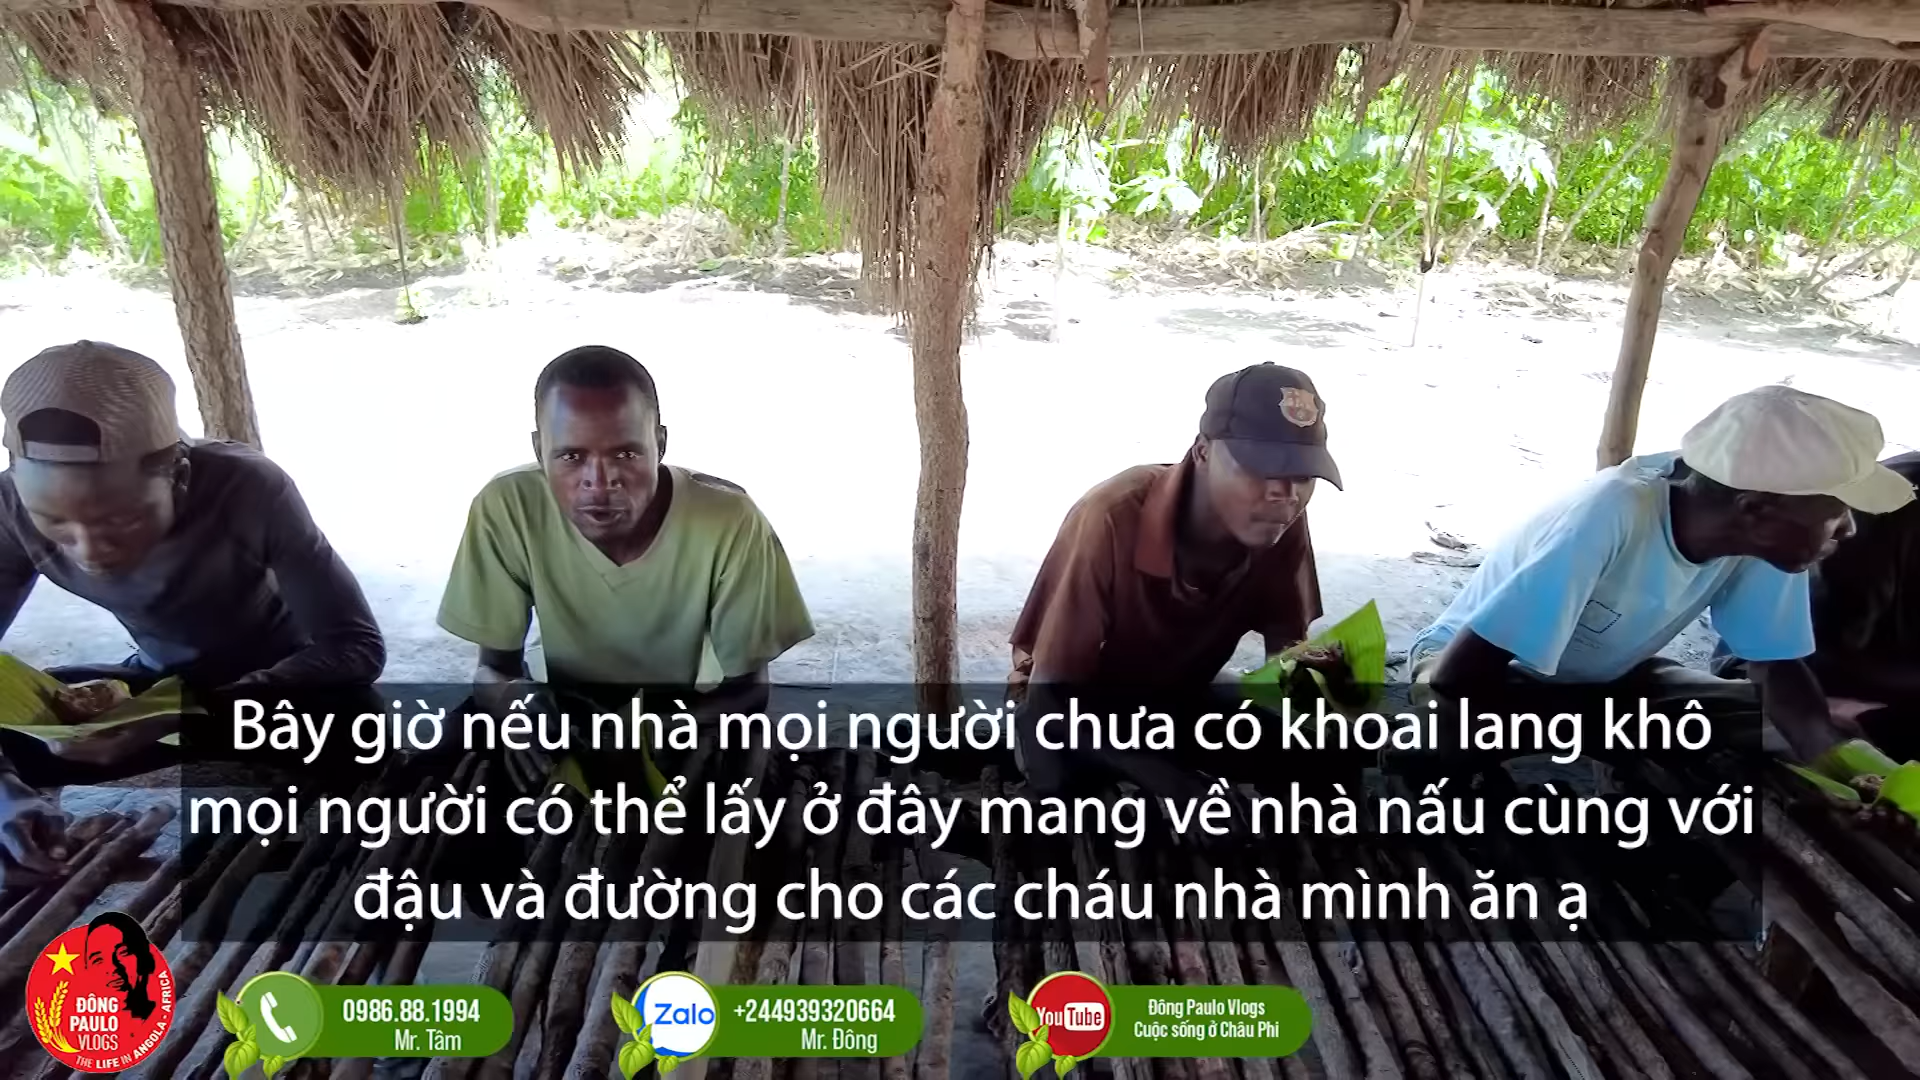 Bây giờ nếu nhà mọi người chưa có khoai lang khô
mọi người có thể lấy ở đây mang về nhà nấu cùng với
đậu và đường cho các cháu nhà mình ăn ạ
ĐÔNG
PAULO
VLOGS
THE LIFE IN ANGOLA - AFRICA
0986.88.1994
Mr. Tâm
Zalo
+244939320664
Mr. Đông
YouTube
Đông Paulo Vlogs
Cuộc sống ở Châu Phi